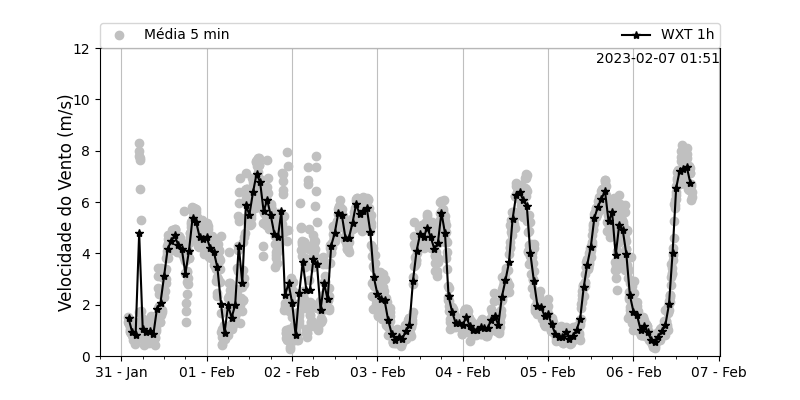 Média 5 min
WXT 1h
2023-02-07 01:51
Velocidade do Vento (m/s)
12
10
8
6
4
2
0
31 - Jan
01 - Feb
02 - Feb
03 - Feb
04 - Feb
05 - Feb
06 - Feb
07 - Feb